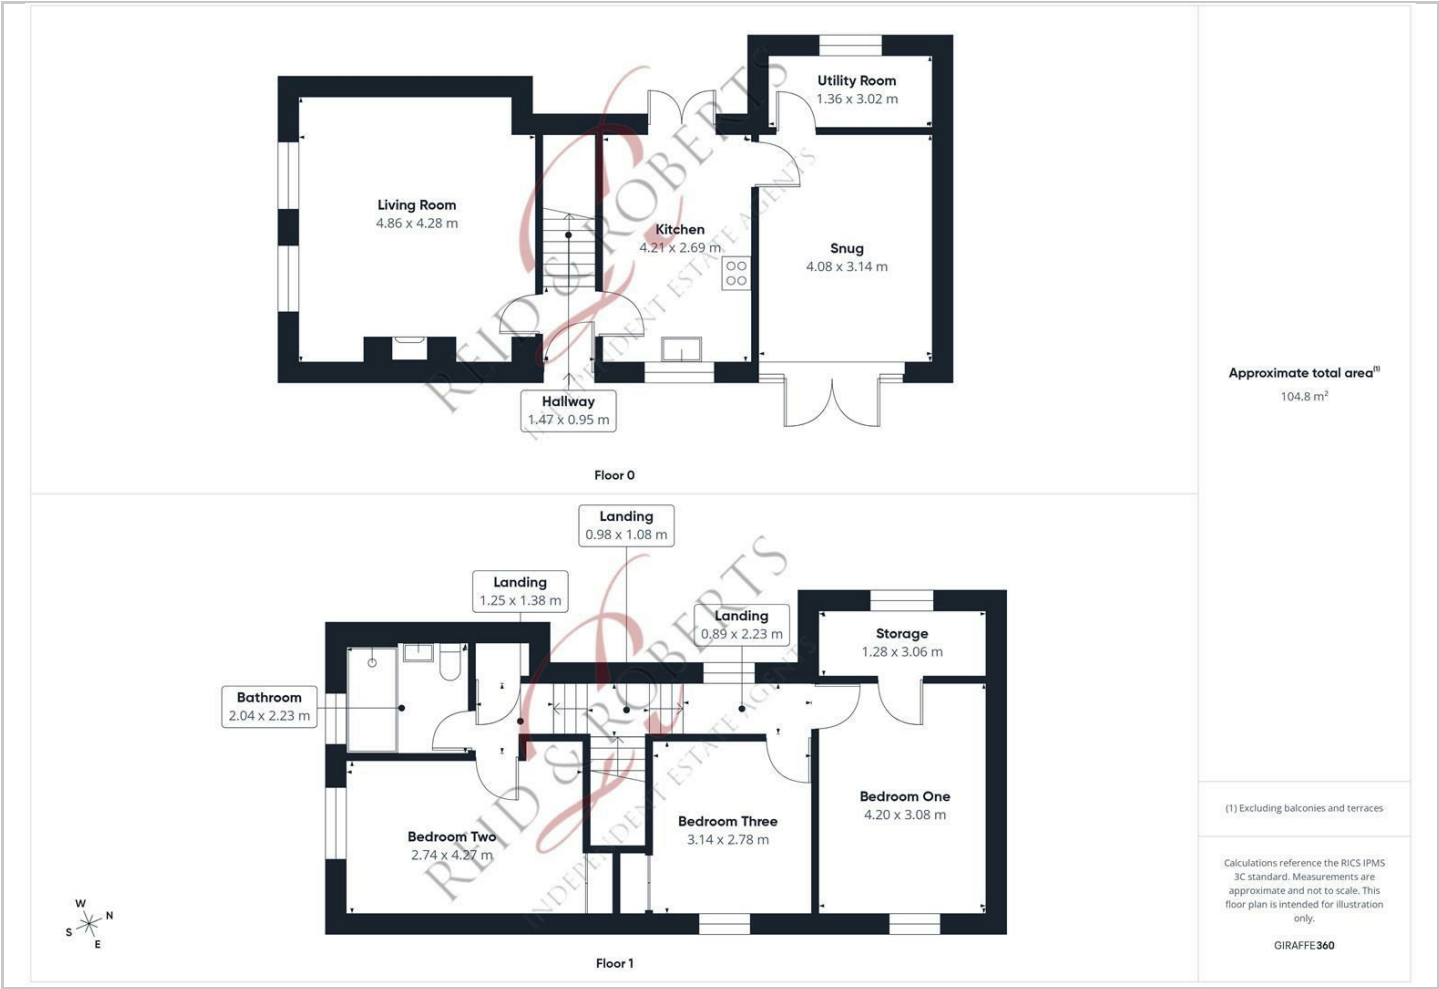 Utility Room
1.36 x 3.02 m
Living Room
4.86 x 4.28 m
Kitchen
4.21 x 2.69 m
Snug
4.08 x 3.14 m
Hallway
1.47 x 0.95 m
Floor 0
REID & ROBERTS
INDEPENDENT ESTATE AGENTS
Approximate total area(1)
104.8 m²
Landing
0.98 x 1.08 m
Landing
1.25 x 1.38 m
Landing
0.89 x 2.23 m
Storage
1.28 x 3.06 m
Bathroom
2.04 x 2.23 m
Bedroom One
4.20 x 3.08 m
Bedroom Three
3.14 x 2.78 m
Bedroom Two
2.74 x 4.27 m
REID & ROBERTS
INDEPENDENT ESTATE AGENTS
W
N
S
E
Floor 1
(1) Excluding balconies and terraces
Calculations reference the RICS IPMS
3C standard. Measurements are
approximate and not to scale. This
floor plan is intended for illustration
only.
GIRAFFE360